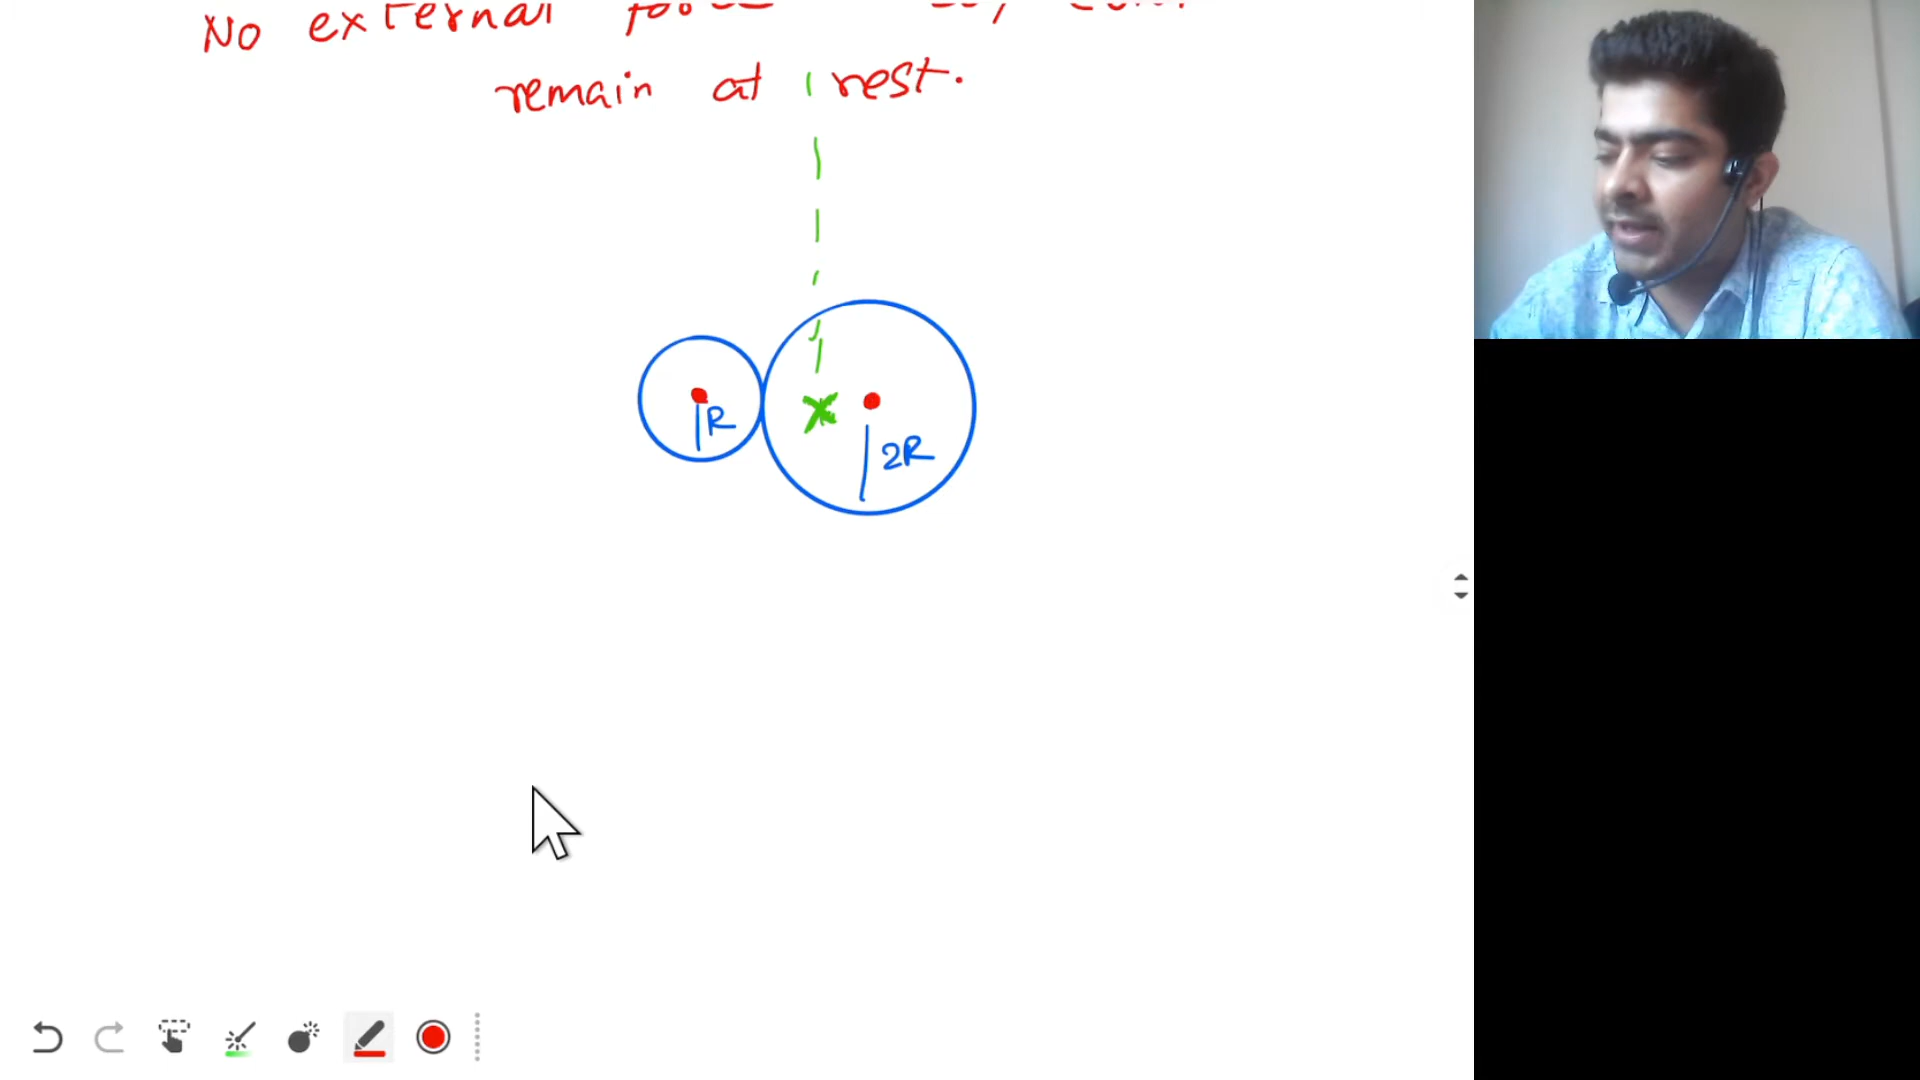 No external
remain at rest.
R
2R